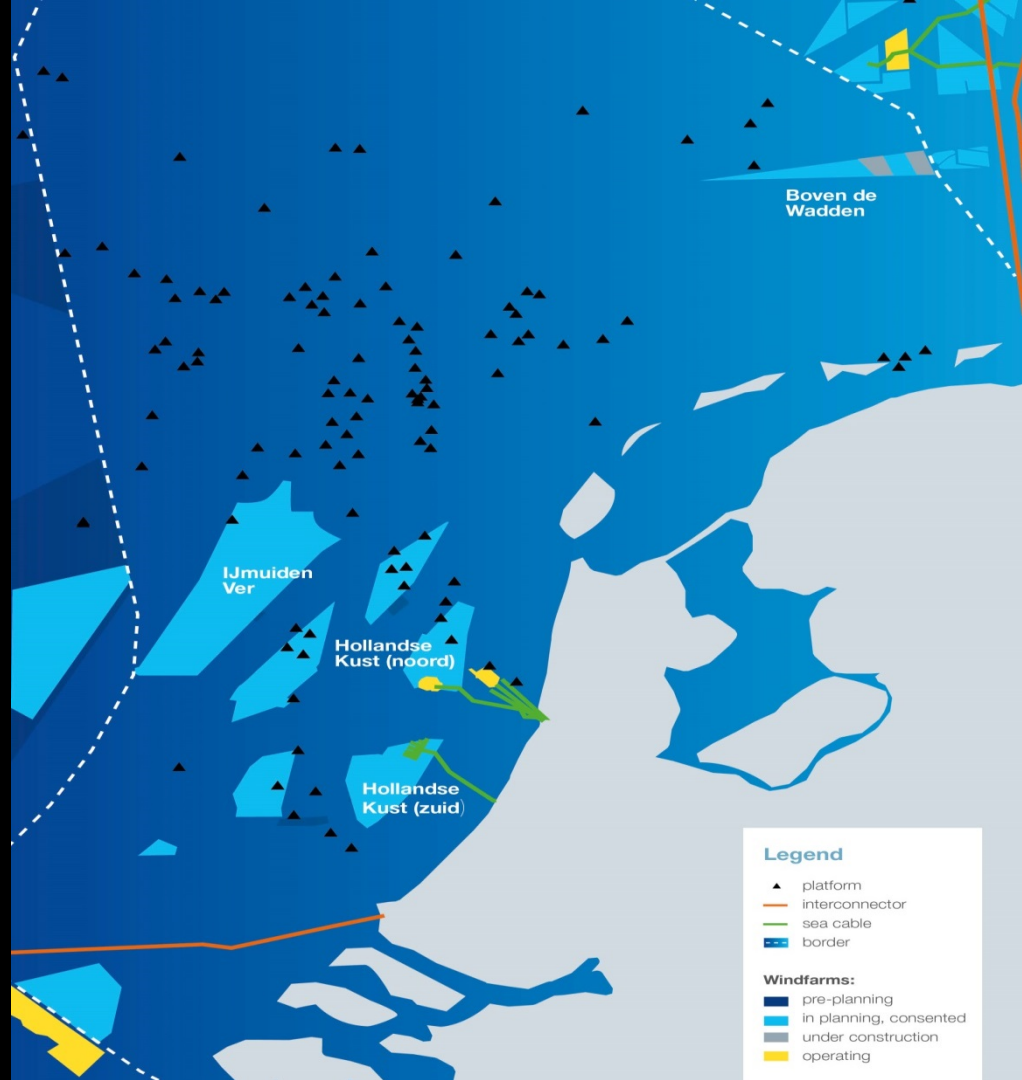 Boven de
Wadden
IJmuiden
Ver
Hollandse
Kust (noord)
Hollandse
Kust (zuid)
Legend
platform
interconnector
sea cable
border
Windfarms:
pre-planning
in planning, consented
under construction
operating